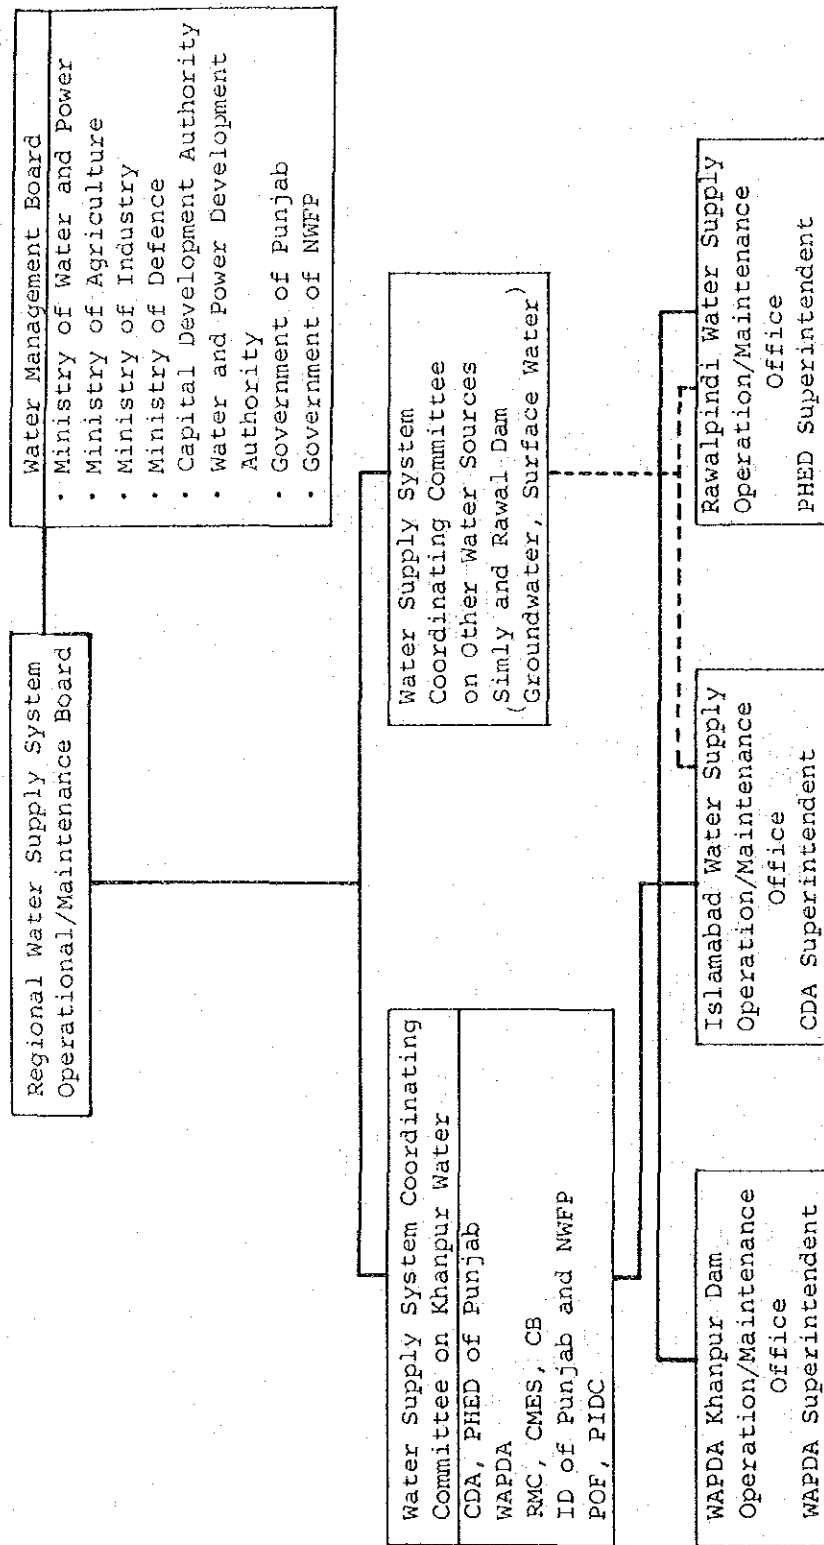 Regional Water Supply System
Operational/Maintenance Board
Water Management Board
· Ministry of Water and Power
· Ministry of Agriculture
· Ministry of Industry
· Ministry of Defence
· Capital Development Authority
· Water and Power Development
Authority
· Government of Punjab
· Government of NWFP
Water Supply System Coordinating
Committee on Khanpur Water
CDA, PHED of Punjab
WAPDA
RMC, CMES, CB
ID of Punjab and NWFP
POF, PIDC
Water Supply System
Coordinating Committee
on Other Water Sources
(Simly and Rawal Dam
Groundwater, Surface Water)
WAPDA Khanpur Dam
Operation/Maintenance
Office
WAPDA Superintendent
Islamabad Water Supply
Operation/Maintenance
Office
CDA Superintendent
Rawalpindi Water Supply
Operation/Maintenance
Office
PHED Superintendent